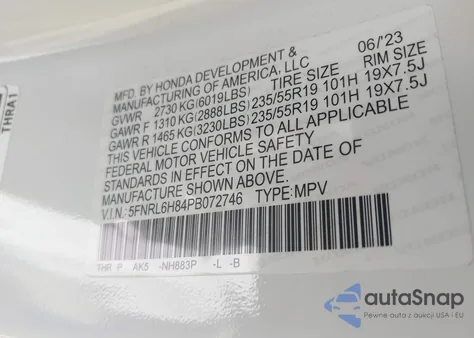 THRA1
MFD. BY HONDA DEVELOPMENT & 06/'23
MANUFACTURING OF AMERICA, LLC
GVWR 2730 KG(6019LBS) TIRE SIZE RIM SIZE
GAWR F 1310 KG(2888LBS) 235/55R19 101H 19X7.5J
GAWR R 1465 KG(3230LBS) 235/55R19 101H 19X7.5J
THIS VEHICLE CONFORMS TO ALL APPLICABLE
FEDERAL MOTOR VEHICLE SAFETY
STANDARDS IN EFFECT ON THE DATE OF
MANUFACTURE SHOWN ABOVE.
V.I.N.: 5FNRL6H84PB072746 TYPE:MPV
THR P AK5 -NH883P -L -B
autoSnap
Pewne auta z aukcji USA i EU